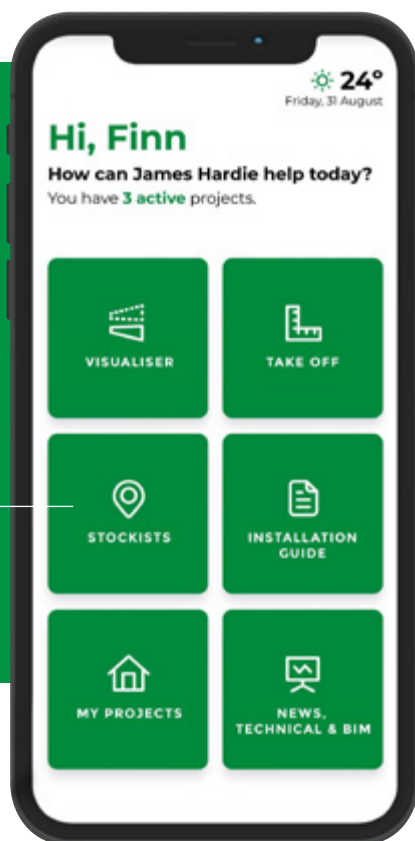 24°
Friday, 31 August
Hi, Finn
How can James Hardie help today?
You have 3 active projects.
VISUALISER
TAKE OFF
STOCKISTS
INSTALLATION
GUIDE
MY PROJECTS
NEWS,
TECHNICAL & BIM